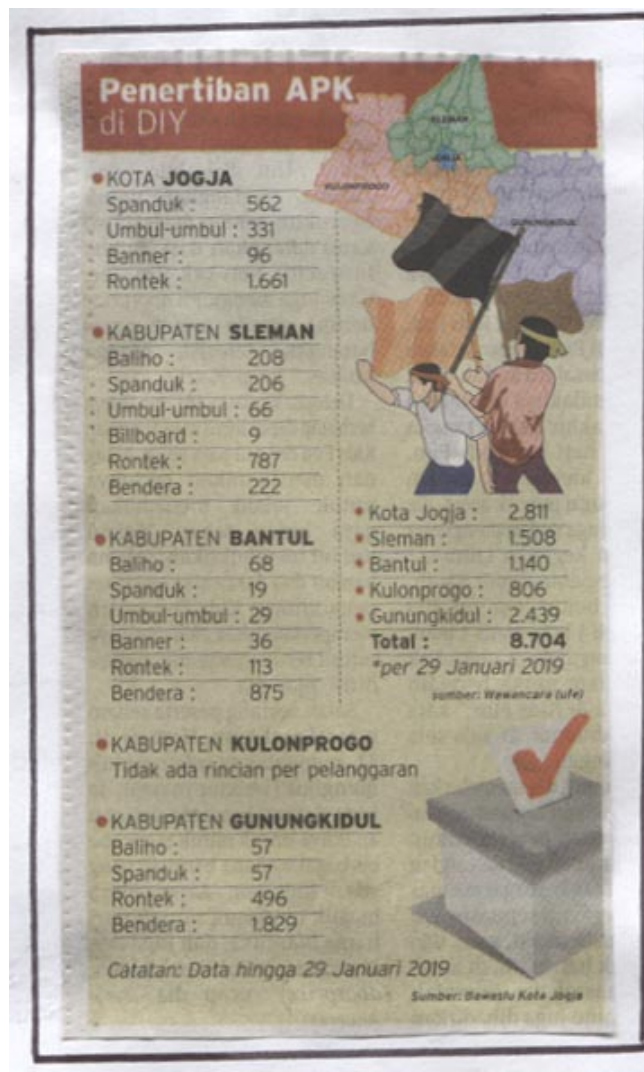 Penertiban APK
di DIY
SLEMAN
JOGJA
KULONPROGO
GUNUNGKIDUL
• KOTA JOGJA
Spanduk : 562
Umbul-umbul : 331
Banner : 96
Rontek : 1.661
• KABUPATEN SLEMAN
Baliho : 208
Spanduk : 206
Umbul-umbul : 66
Billboard : 9
Rontek : 787
Bendera : 222
• KABUPATEN BANTUL
Baliho : 68
Spanduk : 19
Umbul-umbul : 29
Banner : 36
Rontek : 113
Bendera : 875
• KABUPATEN KULONPROGO
Tidak ada rincian per pelanggaran
• KABUPATEN GUNUNGKIDUL
Baliho : 57
Spanduk : 57
Rontek : 496
Bendera : 1.829
• Kota Jogja : 2.811
• Sleman : 1.508
• Bantul : 1.140
• Kulonprogo : 806
• Gunungkidul : 2.439
Total : 8.704
*per 29 Januari 2019
sumber: Wawancara (ufe)
Catatan: Data hingga 29 Januari 2019
Sumber: Bawaslu Kota Jogja